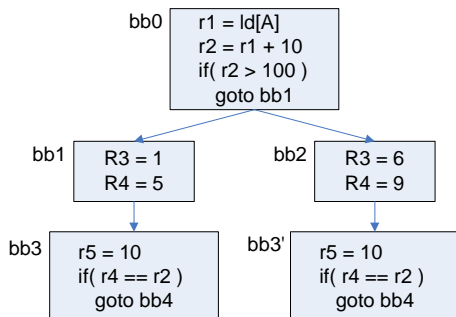 bb0
r1 = ld[A]
r2 = r1 + 10
if( r2 > 100 )
goto bb1
bb1
R3 = 1
R4 = 5
bb2
R3 = 6
R4 = 9
bb3
r5 = 10
if( r4 == r2 )
goto bb4
bb3'
r5 = 10
if( r4 == r2 )
goto bb4